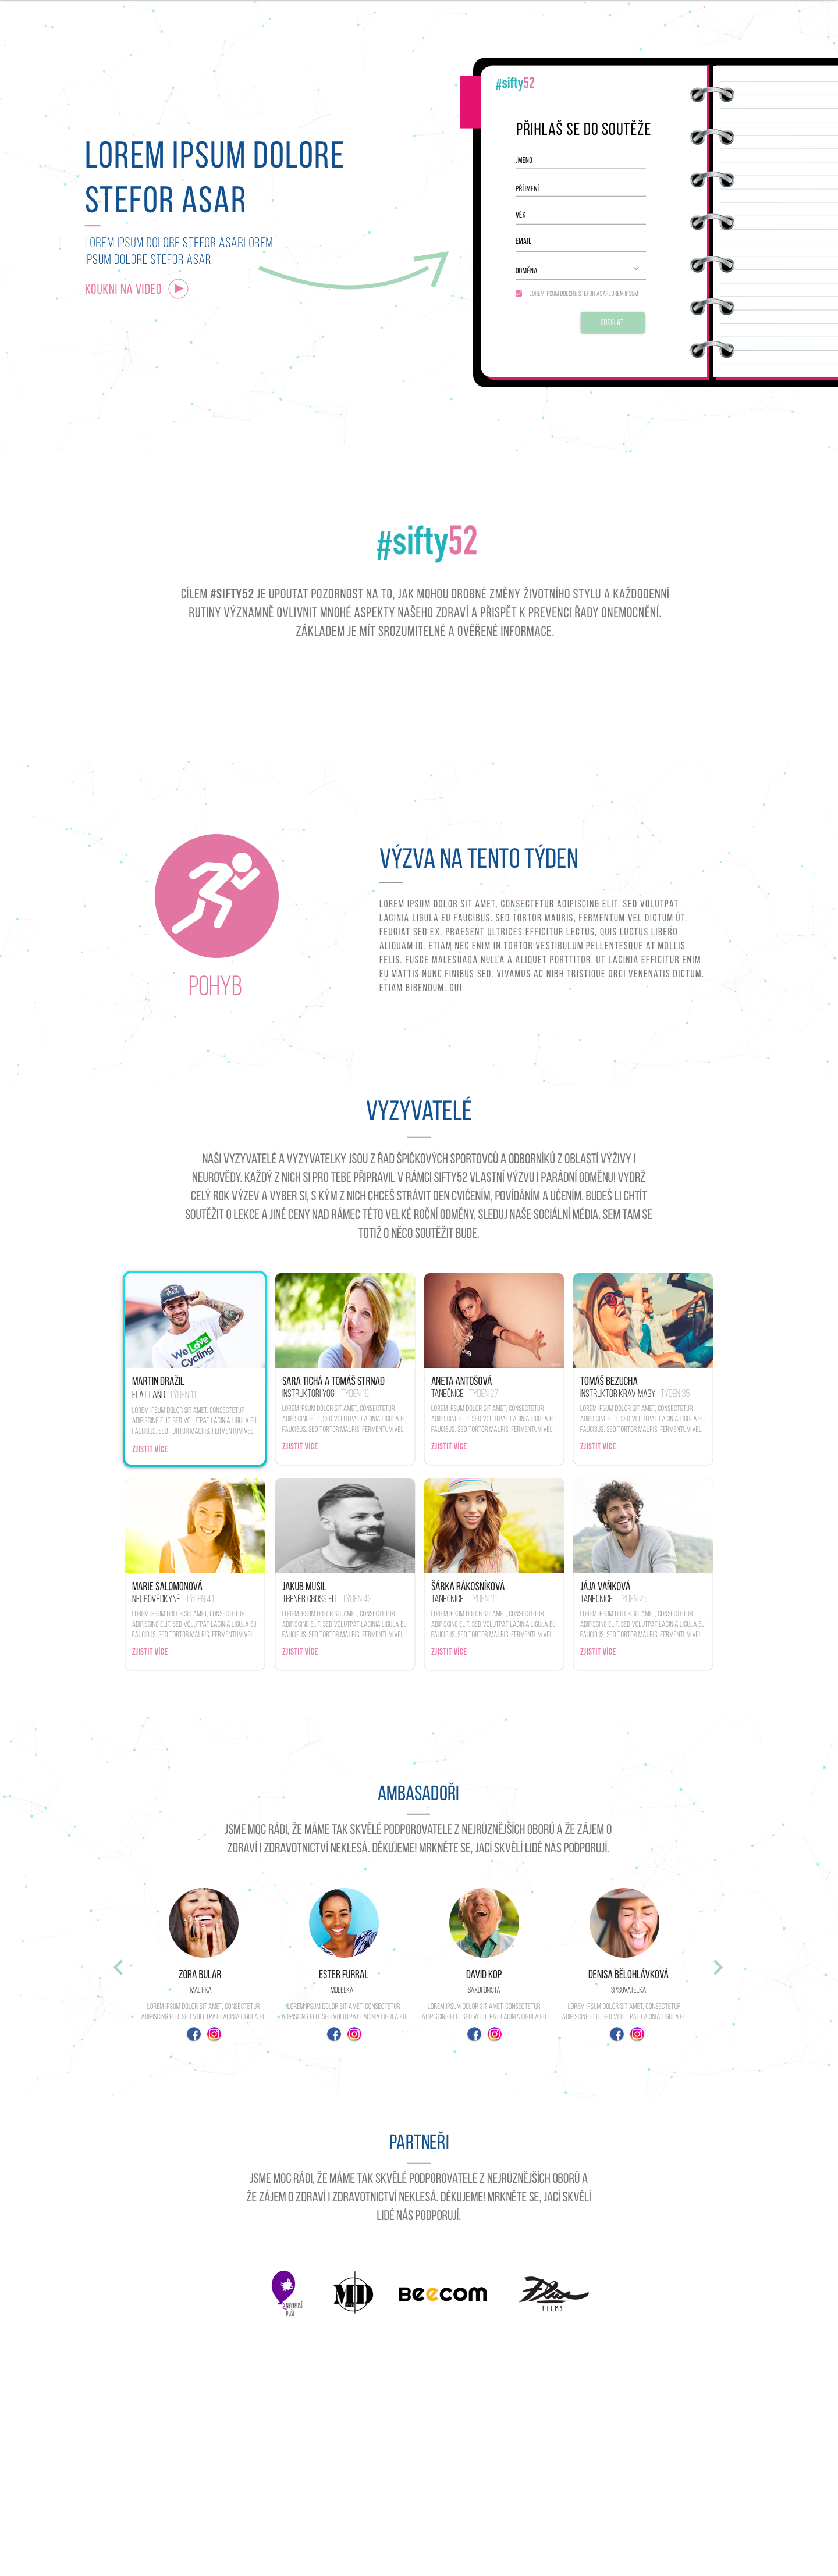 #sifty52
PŘIHLAŠ SE DO SOUTĚŽE
JMÉNO
PŘÍJMENÍ
VĚK
EMAIL
ODMĚNA
LOREM IPSUM DOLORE STEFOR ASARLOREM IPSUM
ODESLAT
LOREM IPSUM DOLORE
STEFOR ASAR
LOREM IPSUM DOLORE STEFOR ASARLOREM
IPSUM DOLORE STEFOR ASAR
KOUKNI NA VIDEO
#sifty52
CÍLEM #SIFTY52 JE UPOUTAT POZORNOST NA TO, JAK MOHOU DROBNÉ ZMĚNY ŽIVOTNÍHO STYLU A KAŽDODENNÍ
RUTINY VÝZNAMNĚ OVLIVNIT MNOHÉ ASPEKTY NAŠEHO ZDRAVÍ A PŘISPĚT K PREVENCI ŘADY ONEMOCNĚNÍ.
ZÁKLADEM JE MÍT SROZUMITELNÉ A OVĚŘENÉ INFORMACE.
POHYB
VÝZVA NA TENTO TÝDEN
LOREM IPSUM DOLOR SIT AMET, CONSECTETUR ADIPISCING ELIT. SED VOLUTPAT
LACINIA LIGULA EU FAUCIBUS. SED TORTOR MAURIS, FERMENTUM VEL DICTUM UT,
FEUGIAT SED EX. PRAESENT ULTRICES EFFICITUR LECTUS, QUIS LUCTUS LIBERO
ALIQUAM ID. ETIAM NEC ENIM IN TORTOR VESTIBULUM PELLENTESQUE AT MOLLIS
FELIS. FUSCE MALESUADA NULLA A ALIQUET PORTTITOR. UT LACINIA EFFICITUR ENIM,
EU MATTIS NUNC FINIBUS SED. VIVAMUS AC NIBH TRISTIQUE ORCI VENENATIS DICTUM.
ETIAM BIBENDUM, DUI
VYZYVATELÉ
NAŠI VYZYVATELÉ A VYZYVATELKY JSOU Z ŘAD ŠPIČKOVÝCH SPORTOVCŮ A ODBORNÍKŮ Z OBLASTÍ VÝŽIVY I
NEUROVĚDY. KAŽDÝ Z NICH SI PRO TEBE PŘIPRAVIL V RÁMCI SIFTY52 VLASTNÍ VÝZVU I PARÁDNÍ ODMĚNU! VYDRŽ
CELÝ ROK VÝZEV A VYBER SI, S KÝM Z NICH CHCEŠ STRÁVIT DEN CVIČENÍM, POVÍDÁNÍM A UČENÍM. BUDEŠ LI CHTÍT
SOUTĚŽIT O LEKCE A JINÉ CENY NAD RÁMEC TÉTO VELKÉ ROČNÍ ODMĚNY, SLEDUJ NAŠE SOCIÁLNÍ MÉDIA. SEM TAM SE
TOTIŽ O NĚCO SOUTĚŽIT BUDE.
We Love
Cycling
MARTIN DRAŽIL
FLAT LAND TÝDEN 11
LOREM IPSUM DOLOR SIT AMET, CONSECTETUR
ADIPISCING ELIT. SED VOLUTPAT LACINIA LIGULA EU
FAUCIBUS. SED TORTOR MAURIS, FERMENTUM VEL
ZJISTIT VÍCE
SARA TICHÁ A TOMÁŠ STRNAD
INSTRUKTOŘI YOGI TÝDEN 19
LOREM IPSUM DOLOR SIT AMET, CONSECTETUR
ADIPISCING ELIT. SED VOLUTPAT LACINIA LIGULA EU
FAUCIBUS. SED TORTOR MAURIS, FERMENTUM VEL
ZJISTIT VÍCE
ANETA ANTOŠOVÁ
TANEČNICE TÝDEN 27
LOREM IPSUM DOLOR SIT AMET, CONSECTETUR
ADIPISCING ELIT. SED VOLUTPAT LACINIA LIGULA EU
FAUCIBUS. SED TORTOR MAURIS, FERMENTUM VEL
ZJISTIT VÍCE
TOMÁŠ BEZUCHA
INSTRUKTOR KRAV MAGY TÝDEN 35
LOREM IPSUM DOLOR SIT AMET, CONSECTETUR
ADIPISCING ELIT. SED VOLUTPAT LACINIA LIGULA EU
FAUCIBUS. SED TORTOR MAURIS, FERMENTUM VEL
ZJISTIT VÍCE
MARIE SALOMONOVÁ
NEUROVĚDKYNĚ TÝDEN 41
LOREM IPSUM DOLOR SIT AMET, CONSECTETUR
ADIPISCING ELIT. SED VOLUTPAT LACINIA LIGULA EU
FAUCIBUS. SED TORTOR MAURIS, FERMENTUM VEL
ZJISTIT VÍCE
JAKUB MUSIL
TRENÉR CROSS FIT TÝDEN 43
LOREM IPSUM DOLOR SIT AMET, CONSECTETUR
ADIPISCING ELIT. SED VOLUTPAT LACINIA LIGULA EU
FAUCIBUS. SED TORTOR MAURIS, FERMENTUM VEL
ZJISTIT VÍCE
ŠÁRKA RÁKOSNÍKOVÁ
TANEČNICE TÝDEN 19
LOREM IPSUM DOLOR SIT AMET, CONSECTETUR
ADIPISCING ELIT. SED VOLUTPAT LACINIA LIGULA EU
FAUCIBUS. SED TORTOR MAURIS, FERMENTUM VEL
ZJISTIT VÍCE
JÁJA VAŇKOVÁ
TANEČNICE TÝDEN 25
LOREM IPSUM DOLOR SIT AMET, CONSECTETUR
ADIPISCING ELIT. SED VOLUTPAT LACINIA LIGULA EU
FAUCIBUS. SED TORTOR MAURIS, FERMENTUM VEL
ZJISTIT VÍCE
AMBASADOŘI
JSME MOC RÁDI, ŽE MÁME TAK SKVĚLÉ PODPOROVATELE Z NEJRŮZNĚJŠÍCH OBORŮ A ŽE ZÁJEM O
ZDRAVÍ I ZDRAVOTNICTVÍ NEKLESÁ. DĚKUJEME! MRKNĚTE SE, JACÍ SKVĚLÍ LIDÉ NÁS PODPORUJÍ.
ZORA BULAR
MALÍŘKA
LOREM IPSUM DOLOR SIT AMET, CONSECTETUR
ADIPISCING ELIT. SED VOLUTPAT LACINIA LIGULA EU
ESTER FURRAL
MODELKA
LOREM IPSUM DOLOR SIT AMET, CONSECTETUR
ADIPISCING ELIT. SED VOLUTPAT LACINIA LIGULA EU
DAVID KOP
SAXOFONISTA
LOREM IPSUM DOLOR SIT AMET, CONSECTETUR
ADIPISCING ELIT. SED VOLUTPAT LACINIA LIGULA EU
DENISA BĚLOHLÁVKOVÁ
SPISOVATELKA
LOREM IPSUM DOLOR SIT AMET, CONSECTETUR
ADIPISCING ELIT. SED VOLUTPAT LACINIA LIGULA EU
PARTNEŘI
JSME MOC RÁDI, ŽE MÁME TAK SKVĚLÉ PODPOROVATELE Z NEJRŮZNĚJŠÍCH OBORŮ A
ŽE ZÁJEM O ZDRAVÍ I ZDRAVOTNICTVÍ NEKLESÁ. DĚKUJEME! MRKNĚTE SE, JACÍ SKVĚLÍ
LIDÉ NÁS PODPORUJÍ.
MD
BEECOM
FILMS